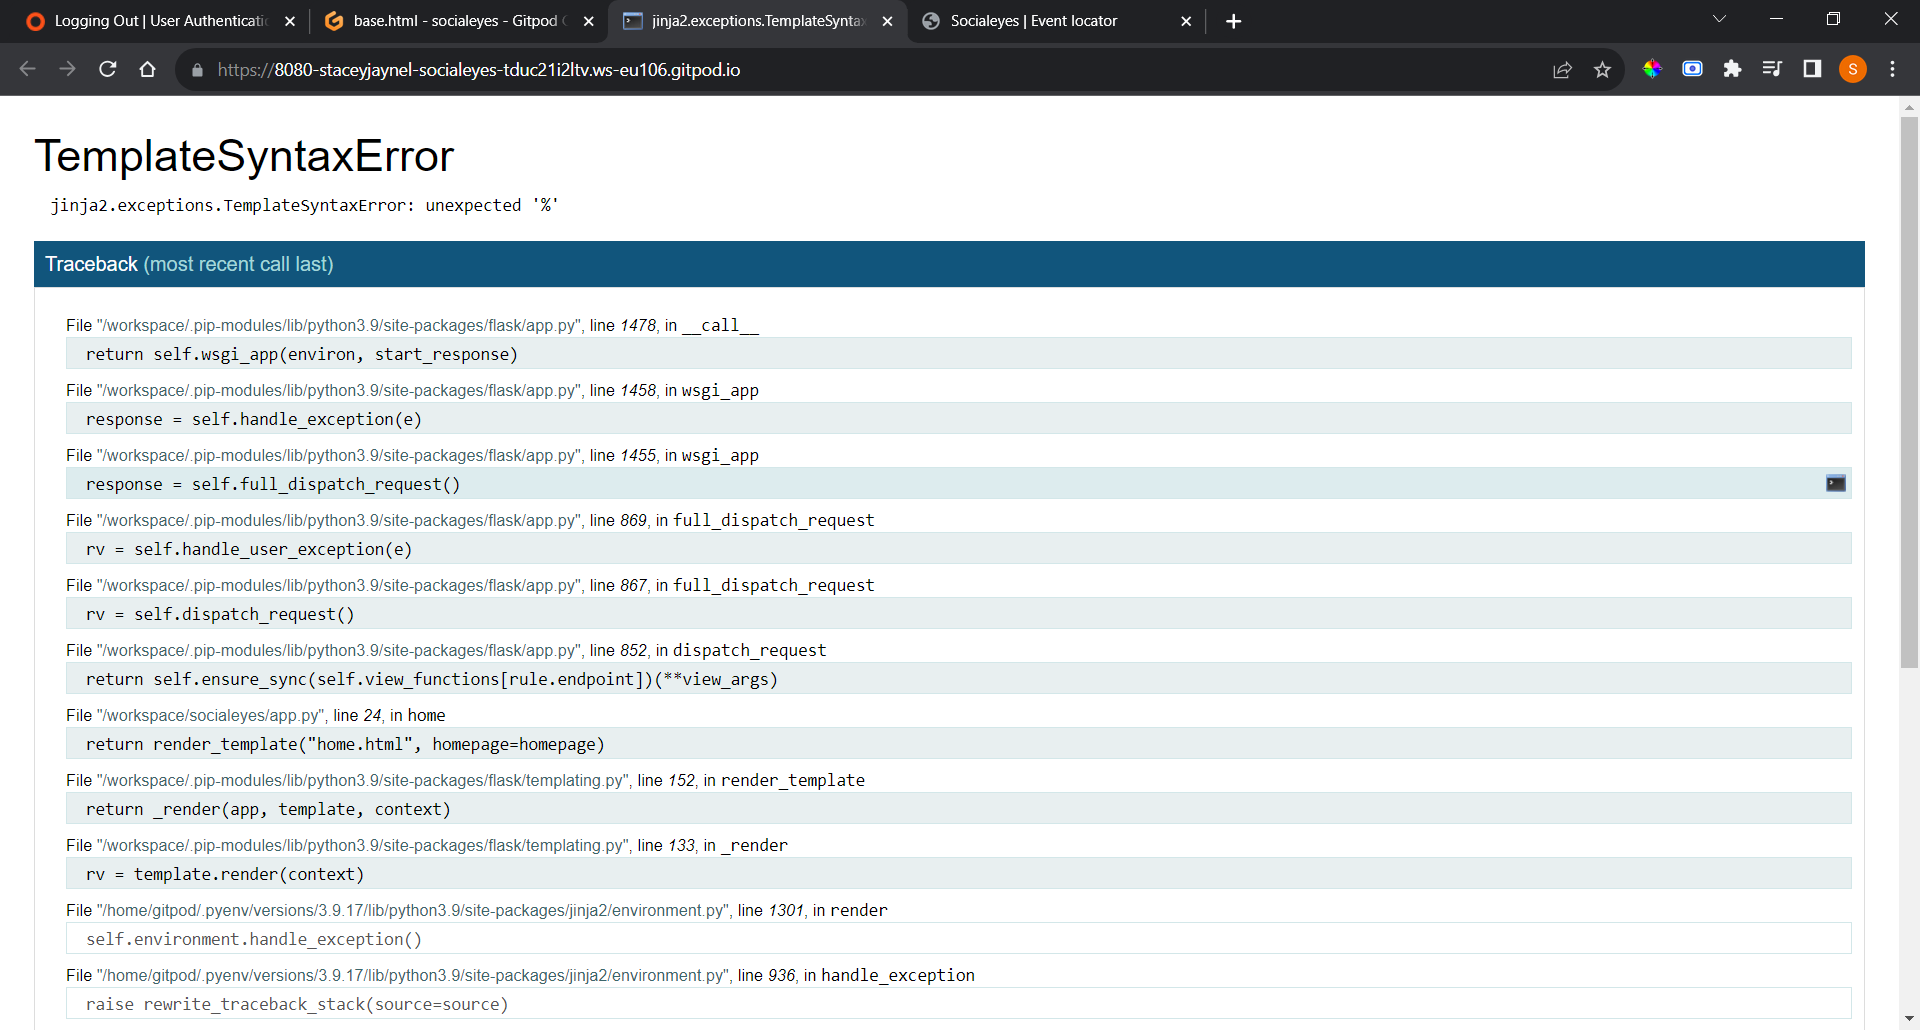 Logging Out | User Authenticati
base.html - socialeyes - Gitpod
jinja2.exceptions.TemplateSyntax
Socialeyes | Event locator
https://8080-staceyjaynel-socialeyes-tduc21i2ltv.ws-eu106.gitpod.io
S
TemplateSyntaxError
jinja2.exceptions.TemplateSyntaxError: unexpected '%'
Traceback (most recent call last)
File "/workspace/.pip-modules/lib/python3.9/site-packages/flask/app.py", line 1478, in __call__
return self.wsgi_app(environ, start_response)
File "/workspace/.pip-modules/lib/python3.9/site-packages/flask/app.py", line 1458, in wsgi_app
response = self.handle_exception(e)
File "/workspace/.pip-modules/lib/python3.9/site-packages/flask/app.py", line 1455, in wsgi_app
response = self.full_dispatch_request()
File "/workspace/.pip-modules/lib/python3.9/site-packages/flask/app.py", line 869, in full_dispatch_request
rv = self.handle_user_exception(e)
File "/workspace/.pip-modules/lib/python3.9/site-packages/flask/app.py", line 867, in full_dispatch_request
rv = self.dispatch_request()
File "/workspace/.pip-modules/lib/python3.9/site-packages/flask/app.py", line 852, in dispatch_request
return self.ensure_sync(self.view_functions[rule.endpoint])(**view_args)
File "/workspace/socialeyes/app.py", line 24, in home
return render_template("home.html", homepage=homepage)
File "/workspace/.pip-modules/lib/python3.9/site-packages/flask/templating.py", line 152, in render_template
return _render(app, template, context)
File "/workspace/.pip-modules/lib/python3.9/site-packages/flask/templating.py", line 133, in _render
rv = template.render(context)
File "/home/gitpod/.pyenv/versions/3.9.17/lib/python3.9/site-packages/jinja2/environment.py", line 1301, in render
self.environment.handle_exception()
File "/home/gitpod/.pyenv/versions/3.9.17/lib/python3.9/site-packages/jinja2/environment.py", line 936, in handle_exception
raise rewrite_traceback_stack(source=source)